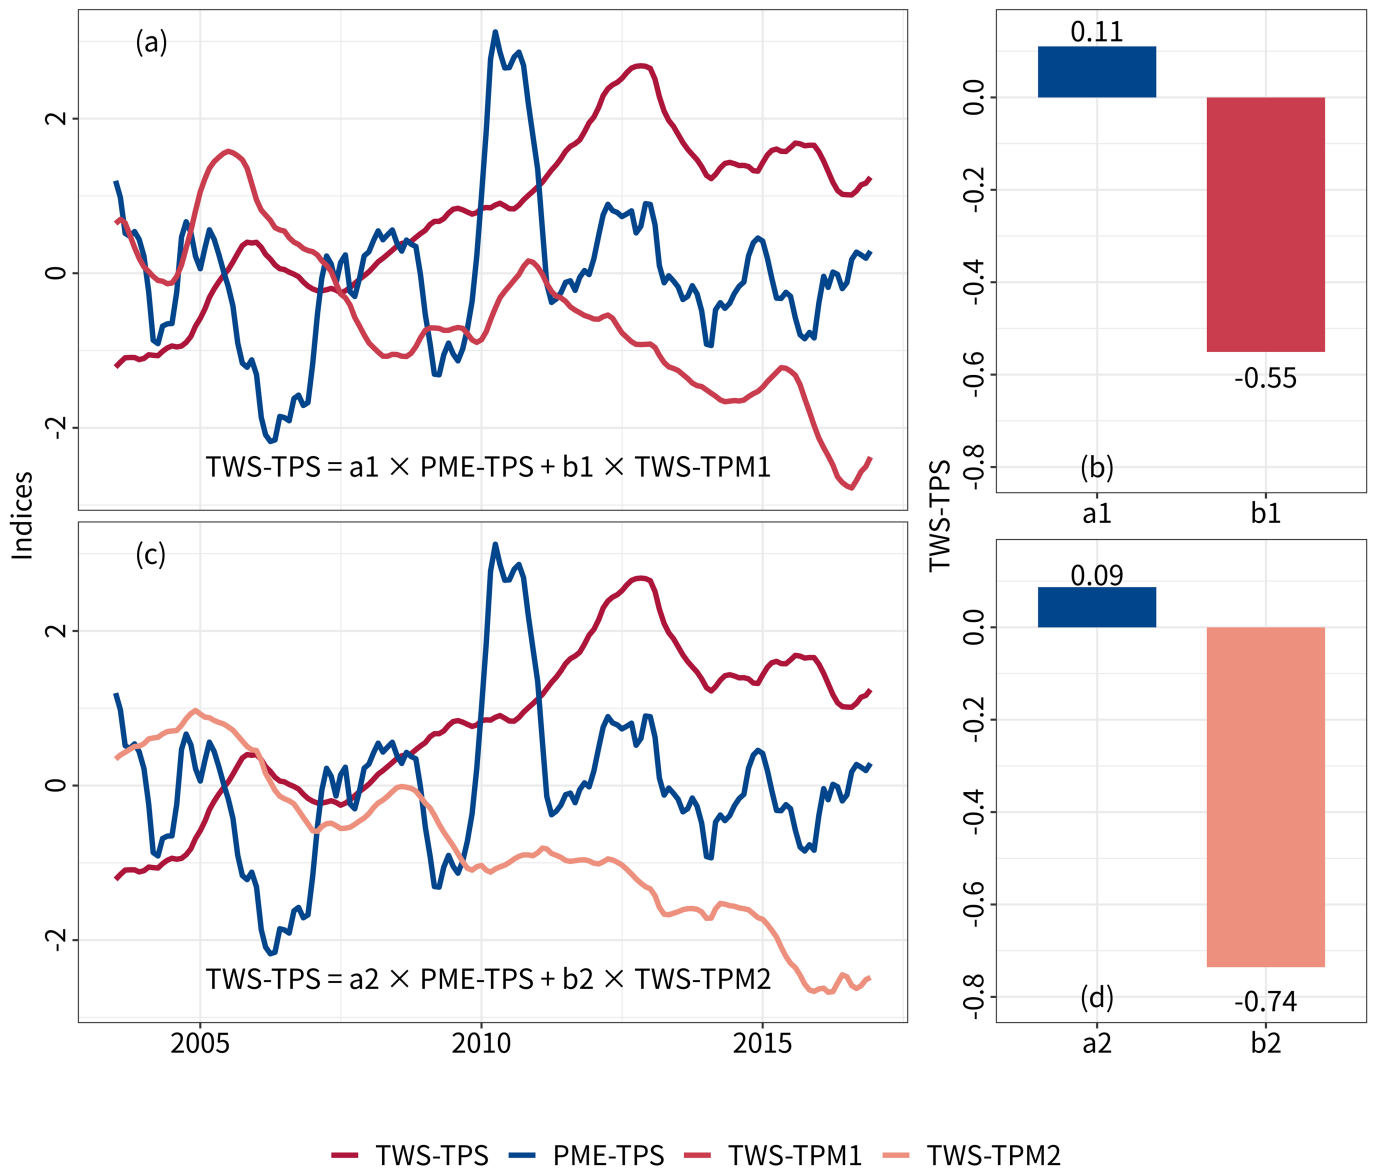 (a)
2
0
-2
Indices
TWS-TPS = a1 × PME-TPS + b1 × TWS-TPM1
(c)
2
0
-2
TWS-TPS = a2 × PME-TPS + b2 × TWS-TPM2
2005 2010 2015
0.11
0.0
-0.2
-0.4
-0.6
-0.8
-0.55
(b)
a1 b1
TWS-TPS
0.09
0.0
-0.2
-0.4
-0.6
-0.8
(d)
-0.74
a2 b2
TWS-TPS PME-TPS TWS-TPM1 TWS-TPM2